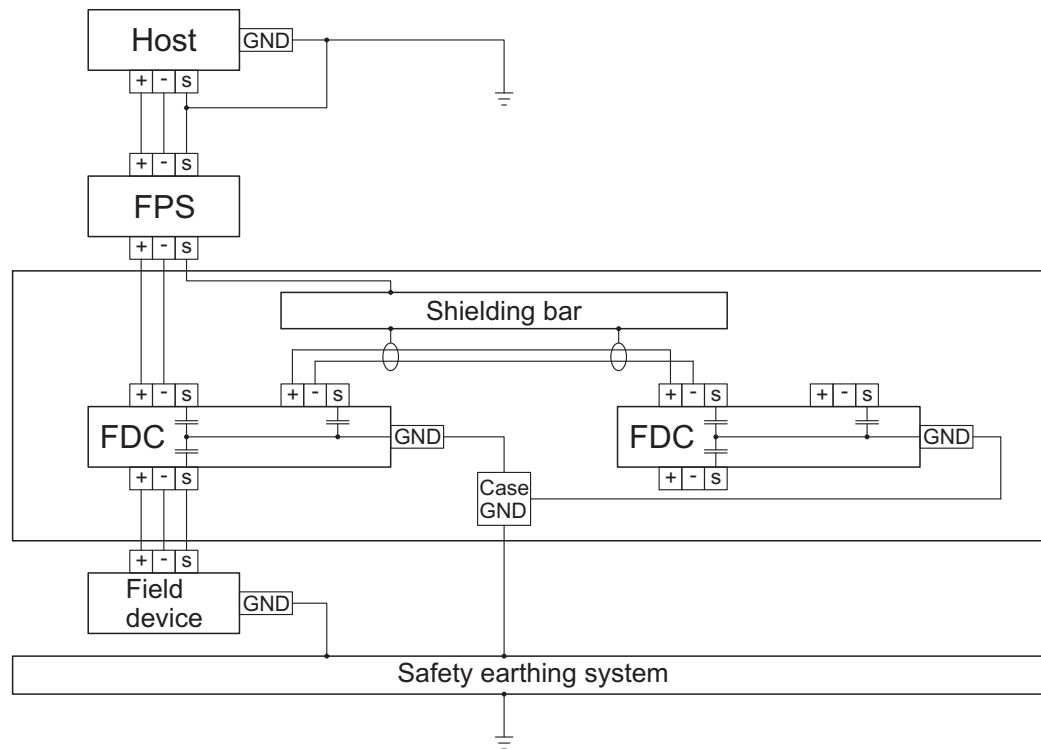 Host GND
+ - s
+ - s
FPS
+ - s
Shielding bar
+ - s + - s + - s + - s
FDC GND FDC GND
+ - s + - s
Case
GND
+ - s
Field
device
GND
Safety earthing system